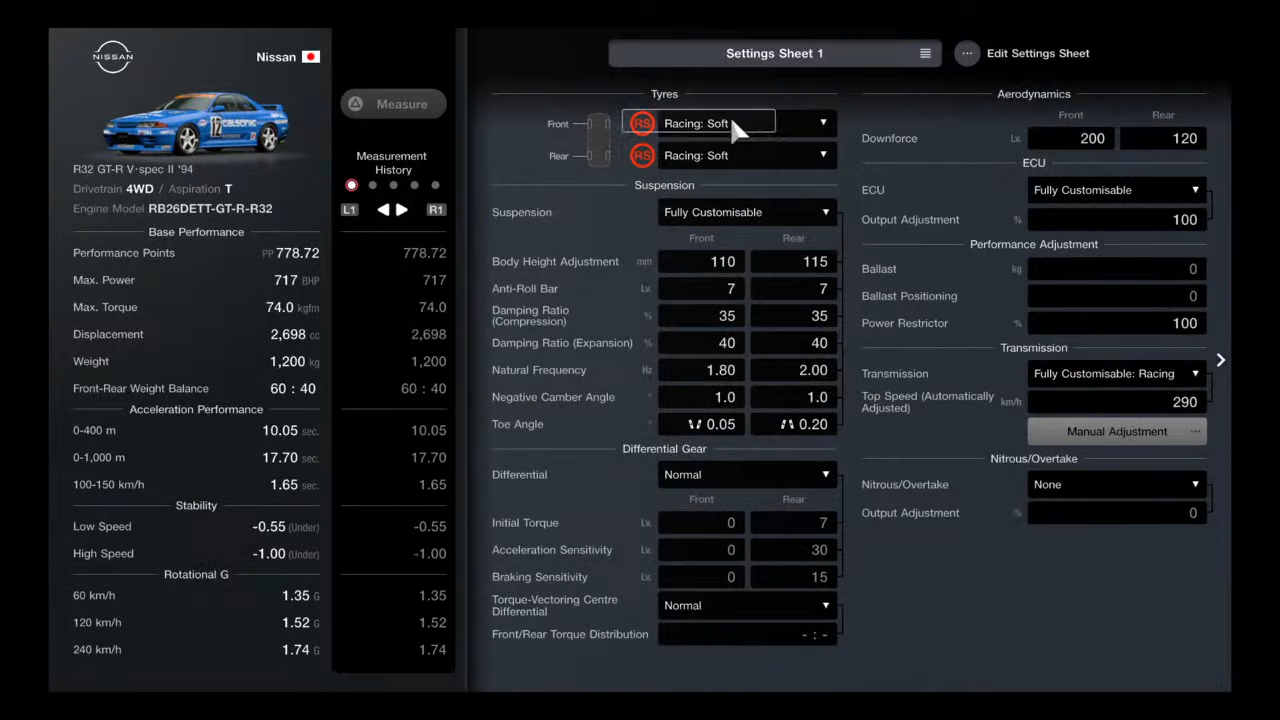 NISSAN
Nissan
12 CALSONIC
R32 GT-R V·spec II '94
Drivetrain 4WD / Aspiration T
Engine Model RB26DETT-GT-R-R32
Base Performance
Performance Points PP 778.72
Max. Power 717 BHP
Max. Torque 74.0 kgfm
Displacement 2,698 cc
Weight 1,200 kg
Front-Rear Weight Balance 60 : 40
Acceleration Performance
0-400 m 10.05 sec.
0-1,000 m 17.70 sec.
100-150 km/h 1.65 sec.
Stability
Low Speed -0.55 (Under)
High Speed -1.00 (Under)
Rotational G
60 km/h 1.35 G
120 km/h 1.52 G
240 km/h 1.74 G
Measure
Measurement
History
L1 R1
778.72
717
74.0
2,698
1,200
60 : 40
10.05
17.70
1.65
-0.55
-1.00
1.35
1.52
1.74
Settings Sheet 1
... Edit Settings Sheet
Tyres
Front RS Racing: Soft
Rear RS Racing: Soft
Suspension
Suspension Fully Customisable
Front Rear
Body Height Adjustment mm 110 115
Anti-Roll Bar Lv. 7 7
Damping Ratio
(Compression) % 35 35
Damping Ratio (Expansion) % 40 40
Natural Frequency Hz 1.80 2.00
Negative Camber Angle ° 1.0 1.0
Toe Angle ° 0.05 0.20
Differential Gear
Differential Normal
Front Rear
Initial Torque Lv. 0 7
Acceleration Sensitivity Lv. 0 30
Braking Sensitivity Lv. 0 15
Torque-Vectoring Centre
Differential Normal
Front/Rear Torque Distribution - : -
Aerodynamics
Front Rear
Downforce Lv. 200 120
ECU
ECU Fully Customisable
Output Adjustment % 100
Performance Adjustment
Ballast kg 0
Ballast Positioning 0
Power Restrictor % 100
Transmission
Transmission Fully Customisable: Racing
Top Speed (Automatically
Adjusted) km/h 290
Manual Adjustment ...
Nitrous/Overtake
Nitrous/Overtake None
Output Adjustment % 0